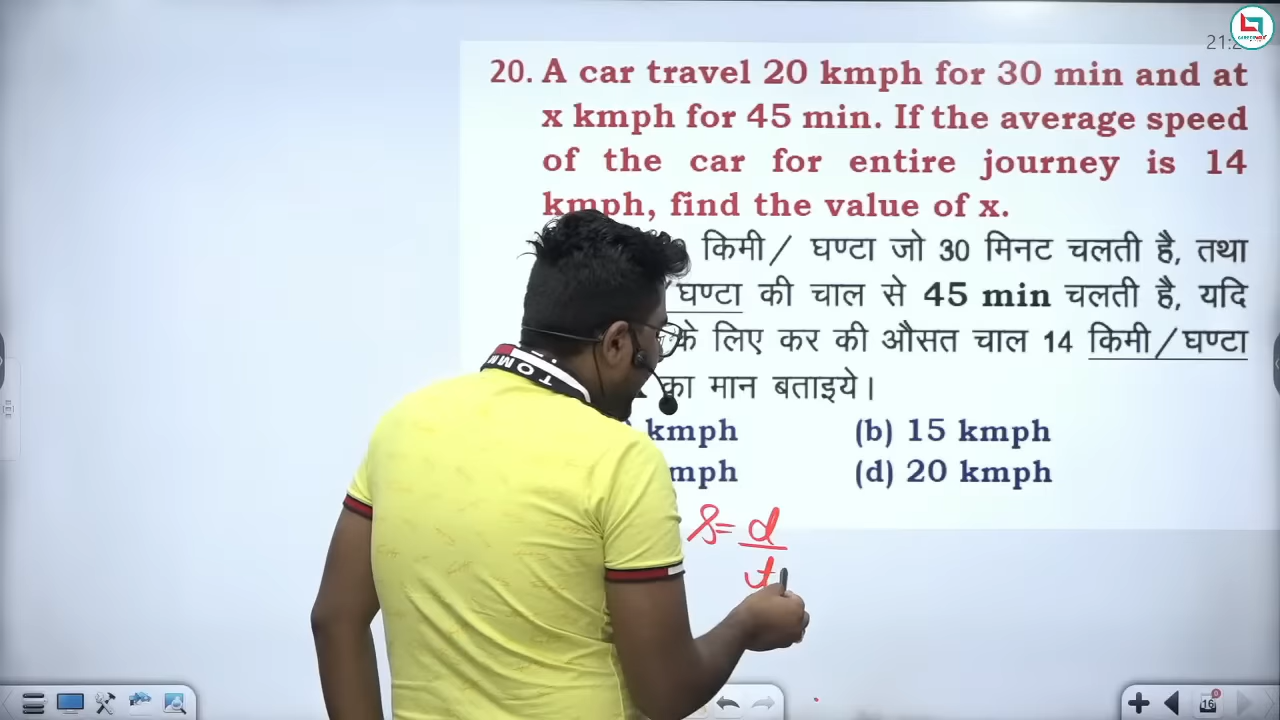 21:2
20. A car travel 20 kmph for 30 min and at
x kmph for 45 min. If the average speed
of the car for entire journey is 14
kmph, find the value of x.
किमी/ घण्टा जो 30 मिनट चलती है, तथा
घण्टा की चाल से 45 min चलती है, यदि
के लिए कर की औसत चाल 14 किमी/घण्टा
का मान बताइये।
kmph (b) 15 kmph
mph (d) 20 kmph
S = d
t
TOMM
16